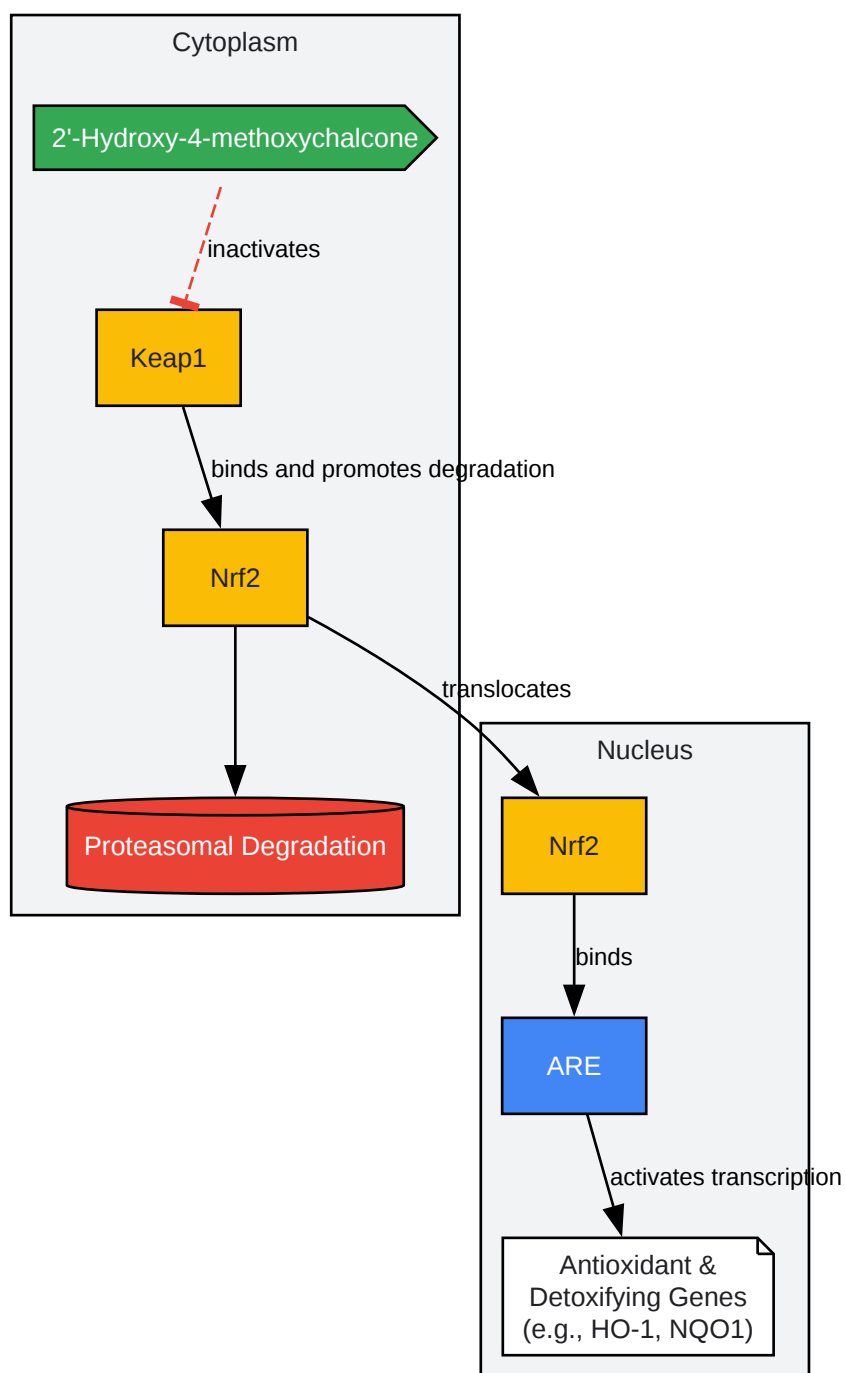 Cytoplasm
2'-Hydroxy-4-methoxychalcone
inactivates
Keap1
binds and promotes degradation
Nrf2
translocates
Proteasomal Degradation
Nucleus
Nrf2
binds
ARE
activates transcription
Antioxidant &
Detoxifying Genes
(e.g., HO-1, NQO1)